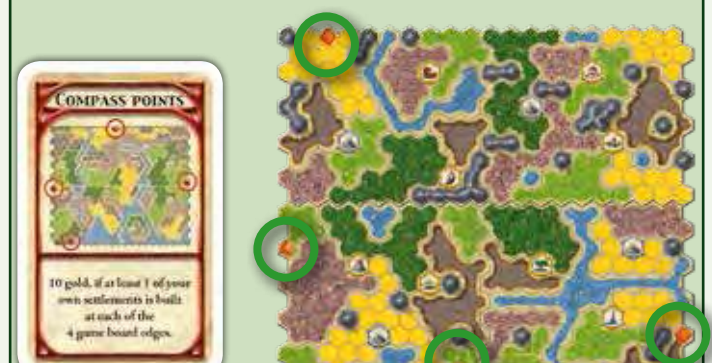 COMPASS POINTS
10 gold, if at least 1 of your
own settlements is built
at each of the
4 game board edges.